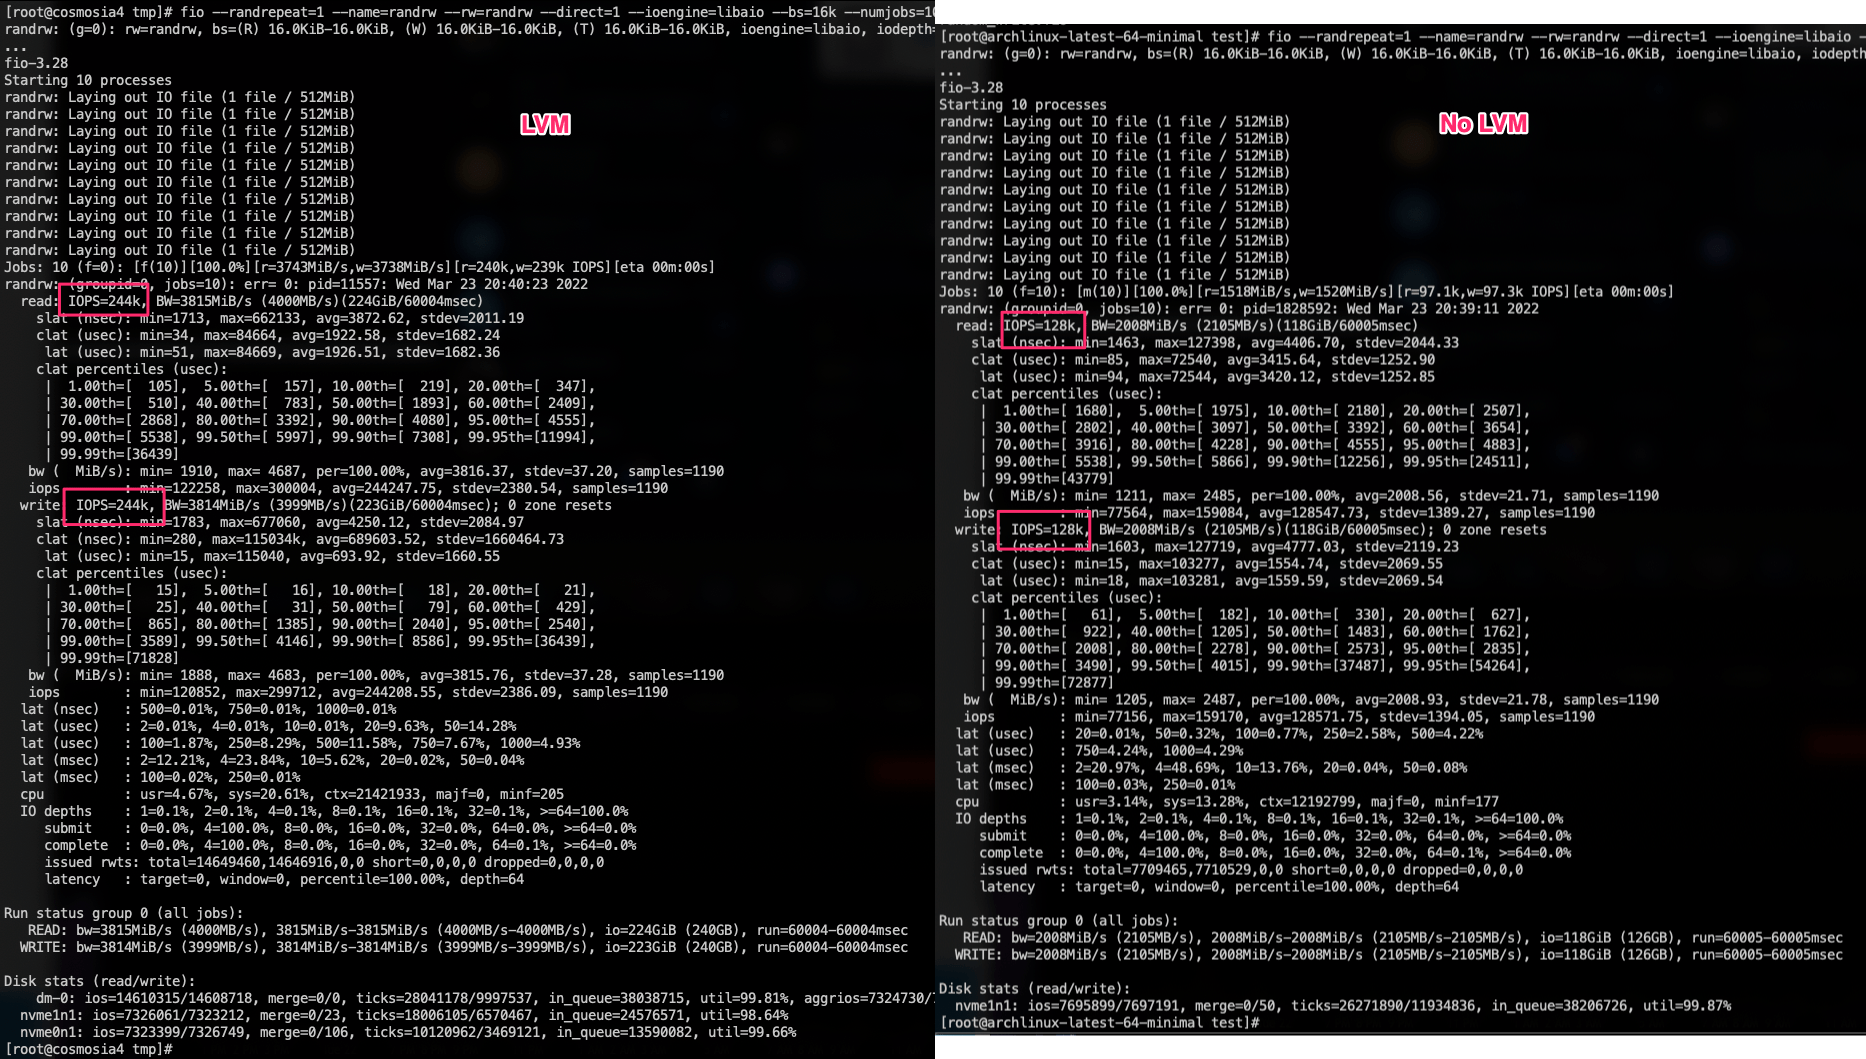 [root@cosmosia4 tmp]# fio --randrepeat=1 --name=randrw --rw=randrw --direct=1 --ioengine=libaio --bs=16k --numjobs=10
randrw: (g=0): rw=randrw, bs=(R) 16.0KiB-16.0KiB, (W) 16.0KiB-16.0KiB, (T) 16.0KiB-16.0KiB, ioengine=libaio, iodepth=
...
fio-3.28
Starting 10 processes
randrw: Laying out IO file (1 file / 512MiB)
randrw: Laying out IO file (1 file / 512MiB)
randrw: Laying out IO file (1 file / 512MiB)
randrw: Laying out IO file (1 file / 512MiB)
randrw: Laying out IO file (1 file / 512MiB)
randrw: Laying out IO file (1 file / 512MiB)
randrw: Laying out IO file (1 file / 512MiB)
randrw: Laying out IO file (1 file / 512MiB)
randrw: Laying out IO file (1 file / 512MiB)
randrw: Laying out IO file (1 file / 512MiB)
LVM
Jobs: 10 (f=0): [f(10)][100.0%][r=3743MiB/s,w=3738MiB/s][r=240k,w=239k IOPS][eta 00m:00s]
randrw: (groupid=0, jobs=10): err= 0: pid=11557: Wed Mar 23 20:40:23 2022
read: IOPS=244k, BW=3815MiB/s (4000MB/s)(224GiB/60004msec)
slat (nsec): min=1713, max=662133, avg=3872.62, stdev=2011.19
clat (usec): min=34, max=84664, avg=1922.58, stdev=1682.24
lat (usec): min=51, max=84669, avg=1926.51, stdev=1682.36
clat percentiles (usec):
| 1.00th=[ 105], 5.00th=[ 157], 10.00th=[ 219], 20.00th=[ 347],
| 30.00th=[ 510], 40.00th=[ 783], 50.00th=[ 1893], 60.00th=[ 2409],
| 70.00th=[ 2868], 80.00th=[ 3392], 90.00th=[ 4080], 95.00th=[ 4555],
| 99.00th=[ 5538], 99.50th=[ 5997], 99.90th=[ 7308], 99.95th=[11994],
| 99.99th=[36439]
bw ( MiB/s): min= 1910, max= 4687, per=100.00%, avg=3816.37, stdev=37.20, samples=1190
iops : min=122258, max=300004, avg=244247.75, stdev=2380.54, samples=1190
write: IOPS=244k, BW=3814MiB/s (3999MB/s)(223GiB/60004msec); 0 zone resets
slat (nsec): min=1783, max=677060, avg=4250.12, stdev=2084.97
clat (nsec): min=280, max=115034k, avg=689603.52, stdev=1660464.73
lat (usec): min=15, max=115040, avg=693.92, stdev=1660.55
clat percentiles (usec):
| 1.00th=[ 15], 5.00th=[ 16], 10.00th=[ 18], 20.00th=[ 21],
| 30.00th=[ 25], 40.00th=[ 31], 50.00th=[ 79], 60.00th=[ 429],
| 70.00th=[ 865], 80.00th=[ 1385], 90.00th=[ 2040], 95.00th=[ 2540],
| 99.00th=[ 3589], 99.50th=[ 4146], 99.90th=[ 8586], 99.95th=[36439],
| 99.99th=[71828]
bw ( MiB/s): min= 1888, max= 4683, per=100.00%, avg=3815.76, stdev=37.28, samples=1190
iops : min=120852, max=299712, avg=244208.55, stdev=2386.09, samples=1190
lat (nsec) : 500=0.01%, 750=0.01%, 1000=0.01%
lat (usec) : 2=0.01%, 4=0.01%, 10=0.01%, 20=9.63%, 50=14.28%
lat (usec) : 100=1.87%, 250=8.29%, 500=11.58%, 750=7.67%, 1000=4.93%
lat (msec) : 2=12.21%, 4=23.84%, 10=5.62%, 20=0.02%, 50=0.04%
lat (msec) : 100=0.02%, 250=0.01%
cpu : usr=4.67%, sys=20.61%, ctx=21421933, majf=0, minf=205
IO depths : 1=0.1%, 2=0.1%, 4=0.1%, 8=0.1%, 16=0.1%, 32=0.1%, >=64=100.0%
submit : 0=0.0%, 4=100.0%, 8=0.0%, 16=0.0%, 32=0.0%, 64=0.0%, >=64=0.0%
complete : 0=0.0%, 4=100.0%, 8=0.0%, 16=0.0%, 32=0.0%, 64=0.1%, >=64=0.0%
issued rwts: total=14649460,14646916,0,0 short=0,0,0,0 dropped=0,0,0,0
latency : target=0, window=0, percentile=100.00%, depth=64
Run status group 0 (all jobs):
READ: bw=3815MiB/s (4000MB/s), 3815MiB/s-3815MiB/s (4000MB/s-4000MB/s), io=224GiB (240GB), run=60004-60004msec
WRITE: bw=3814MiB/s (3999MB/s), 3814MiB/s-3814MiB/s (3999MB/s-3999MB/s), io=223GiB (240GB), run=60004-60004msec
Disk stats (read/write):
dm-0: ios=14610315/14608718, merge=0/0, ticks=28041178/9997537, in_queue=38038715, util=99.81%, aggrios=7324730/7
nvme1n1: ios=7326061/7323212, merge=0/23, ticks=18006105/6570467, in_queue=24576571, util=98.64%
nvme0n1: ios=7323399/7326749, merge=0/106, ticks=10120962/3469121, in_queue=13590082, util=99.66%
[root@cosmosia4 tmp]#
[root@archlinux-latest-64-minimal test]# fio --randrepeat=1 --name=randrw --rw=randrw --direct=1 --ioengine=libaio -
randrw: (g=0): rw=randrw, bs=(R) 16.0KiB-16.0KiB, (W) 16.0KiB-16.0KiB, (T) 16.0KiB-16.0KiB, ioengine=libaio, iodepth
...
fio-3.28
Starting 10 processes
randrw: Laying out IO file (1 file / 512MiB)
randrw: Laying out IO file (1 file / 512MiB)
randrw: Laying out IO file (1 file / 512MiB)
randrw: Laying out IO file (1 file / 512MiB)
randrw: Laying out IO file (1 file / 512MiB)
randrw: Laying out IO file (1 file / 512MiB)
randrw: Laying out IO file (1 file / 512MiB)
randrw: Laying out IO file (1 file / 512MiB)
randrw: Laying out IO file (1 file / 512MiB)
randrw: Laying out IO file (1 file / 512MiB)
No LVM
Jobs: 10 (f=10): [m(10)][100.0%][r=1518MiB/s,w=1520MiB/s][r=97.1k,w=97.3k IOPS][eta 00m:00s]
randrw: (groupid=0, jobs=10): err= 0: pid=1828592: Wed Mar 23 20:39:11 2022
read: IOPS=128k, BW=2008MiB/s (2105MB/s)(118GiB/60005msec)
slat (nsec): min=1463, max=127398, avg=4406.70, stdev=2044.33
clat (usec): min=85, max=72540, avg=3415.64, stdev=1252.90
lat (usec): min=94, max=72544, avg=3420.12, stdev=1252.85
clat percentiles (usec):
| 1.00th=[ 1680], 5.00th=[ 1975], 10.00th=[ 2180], 20.00th=[ 2507],
| 30.00th=[ 2802], 40.00th=[ 3097], 50.00th=[ 3392], 60.00th=[ 3654],
| 70.00th=[ 3916], 80.00th=[ 4228], 90.00th=[ 4555], 95.00th=[ 4883],
| 99.00th=[ 5538], 99.50th=[ 5866], 99.90th=[12256], 99.95th=[24511],
| 99.99th=[43779]
bw ( MiB/s): min= 1211, max= 2485, per=100.00%, avg=2008.56, stdev=21.71, samples=1190
iops : min=77564, max=159084, avg=128547.73, stdev=1389.27, samples=1190
write: IOPS=128k, BW=2008MiB/s (2105MB/s)(118GiB/60005msec); 0 zone resets
slat (nsec): min=1603, max=127719, avg=4777.03, stdev=2119.23
clat (usec): min=15, max=103277, avg=1554.74, stdev=2069.55
lat (usec): min=18, max=103281, avg=1559.59, stdev=2069.54
clat percentiles (usec):
| 1.00th=[ 61], 5.00th=[ 182], 10.00th=[ 330], 20.00th=[ 627],
| 30.00th=[ 922], 40.00th=[ 1205], 50.00th=[ 1483], 60.00th=[ 1762],
| 70.00th=[ 2008], 80.00th=[ 2278], 90.00th=[ 2573], 95.00th=[ 2835],
| 99.00th=[ 3490], 99.50th=[ 4015], 99.90th=[37487], 99.95th=[54264],
| 99.99th=[72877]
bw ( MiB/s): min= 1205, max= 2487, per=100.00%, avg=2008.93, stdev=21.78, samples=1190
iops : min=77156, max=159170, avg=128571.75, stdev=1394.05, samples=1190
lat (usec) : 20=0.01%, 50=0.32%, 100=0.77%, 250=2.58%, 500=4.22%
lat (usec) : 750=4.24%, 1000=4.29%
lat (msec) : 2=20.97%, 4=48.69%, 10=13.76%, 20=0.04%, 50=0.08%
lat (msec) : 100=0.03%, 250=0.01%
cpu : usr=3.14%, sys=13.28%, ctx=12192799, majf=0, minf=177
IO depths : 1=0.1%, 2=0.1%, 4=0.1%, 8=0.1%, 16=0.1%, 32=0.1%, >=64=100.0%
submit : 0=0.0%, 4=100.0%, 8=0.0%, 16=0.0%, 32=0.0%, 64=0.0%, >=64=0.0%
complete : 0=0.0%, 4=100.0%, 8=0.0%, 16=0.0%, 32=0.0%, 64=0.1%, >=64=0.0%
issued rwts: total=7709465,7710529,0,0 short=0,0,0,0 dropped=0,0,0,0
latency : target=0, window=0, percentile=100.00%, depth=64
Run status group 0 (all jobs):
READ: bw=2008MiB/s (2105MB/s), 2008MiB/s-2008MiB/s (2105MB/s-2105MB/s), io=118GiB (126GB), run=60005-60005msec
WRITE: bw=2008MiB/s (2105MB/s), 2008MiB/s-2008MiB/s (2105MB/s-2105MB/s), io=118GiB (126GB), run=60005-60005msec
Disk stats (read/write):
nvme1n1: ios=7695899/7697191, merge=0/50, ticks=26271890/11934836, in_queue=38206726, util=99.87%
[root@archlinux-latest-64-minimal test]#